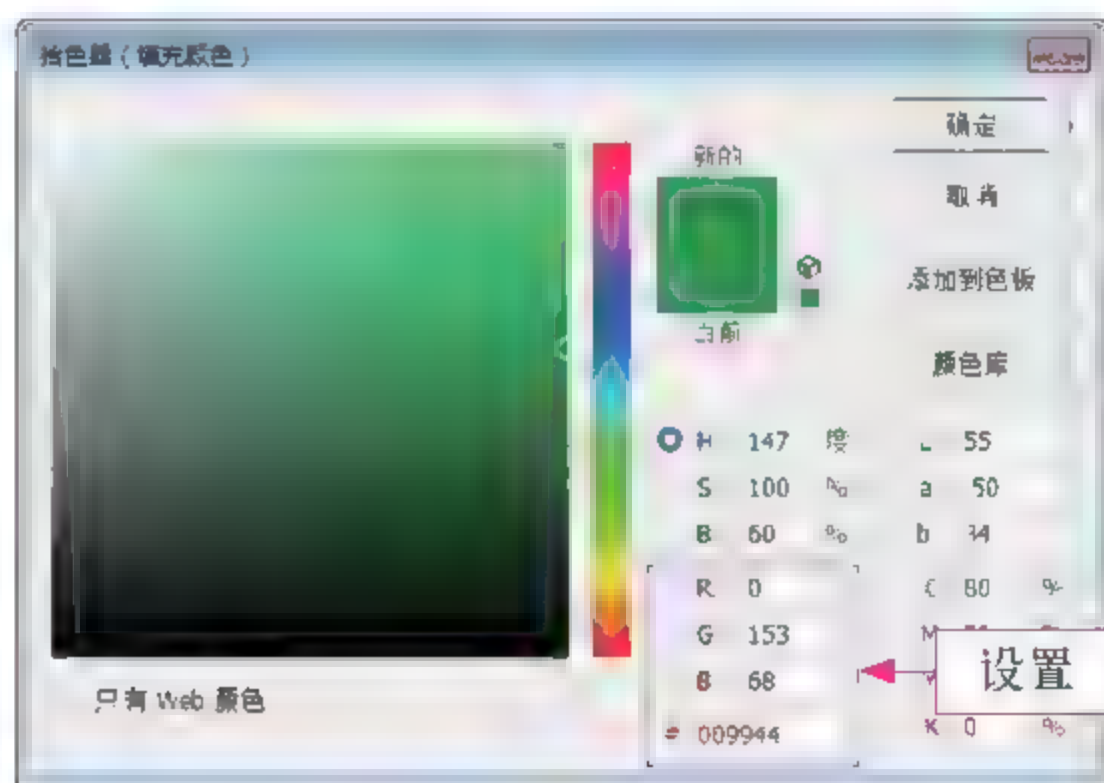 拾色器（填充颜色）
确定
新的
取消
添加到色板
当前
颜色库
H 147 度
L 55
S 100 %
a -50
B 60 %
b 34
R 0
C 80 %
G 153
M
B 68
设置
# 009944
K 0 %
只有 Web 颜色